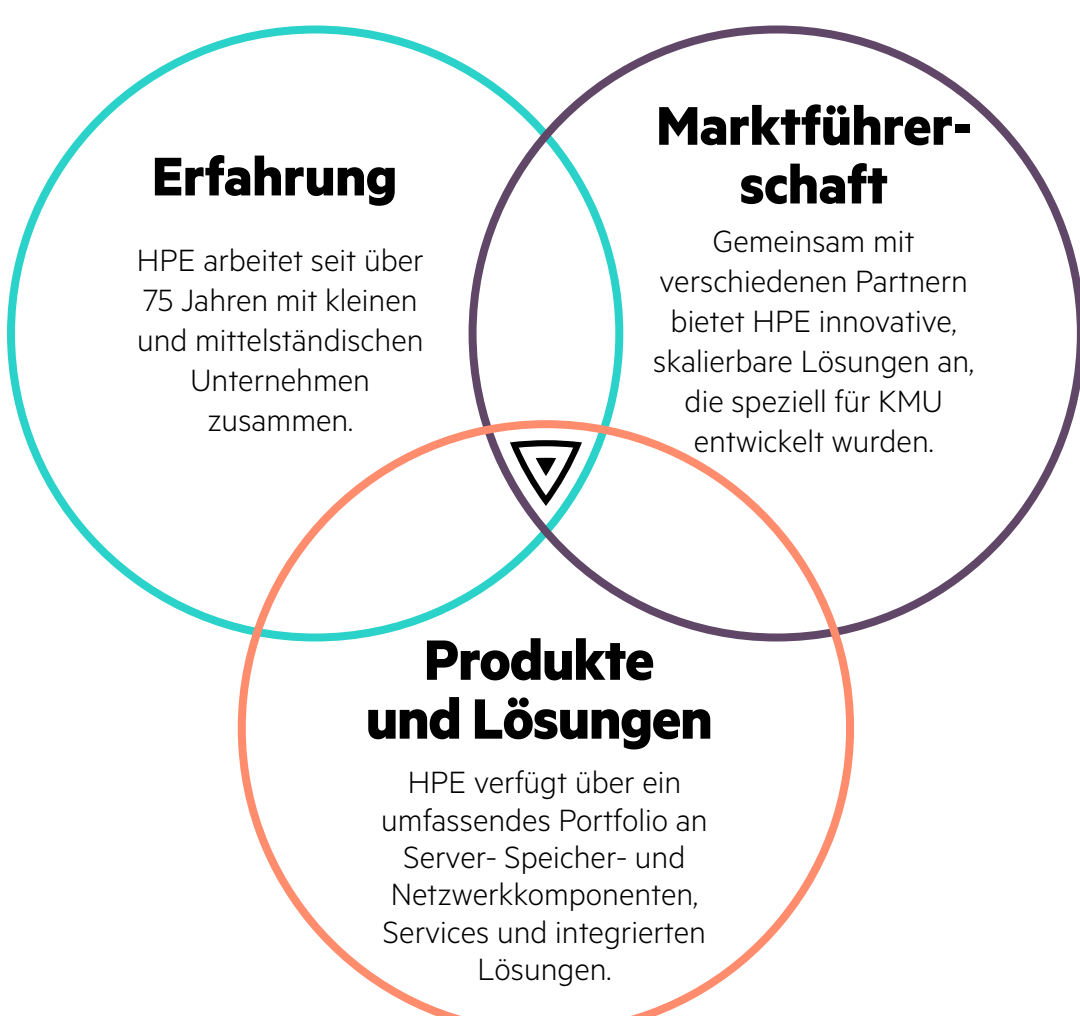 Erfahrung
HPE arbeitet seit über
75 Jahren mit kleinen
und mittelständischen
Unternehmen
zusammen.
Marktführer-
schaft
Gemeinsam mit
verschiedenen Partnern
bietet HPE innovative,
skalierbare Lösungen an,
die speziell für KMU
entwickelt wurden.
Produkte
und Lösungen
HPE verfügt über ein
umfassendes Portfolio an
Server- Speicher- und
Netzwerkkomponenten,
Services und integrierten
Lösungen.